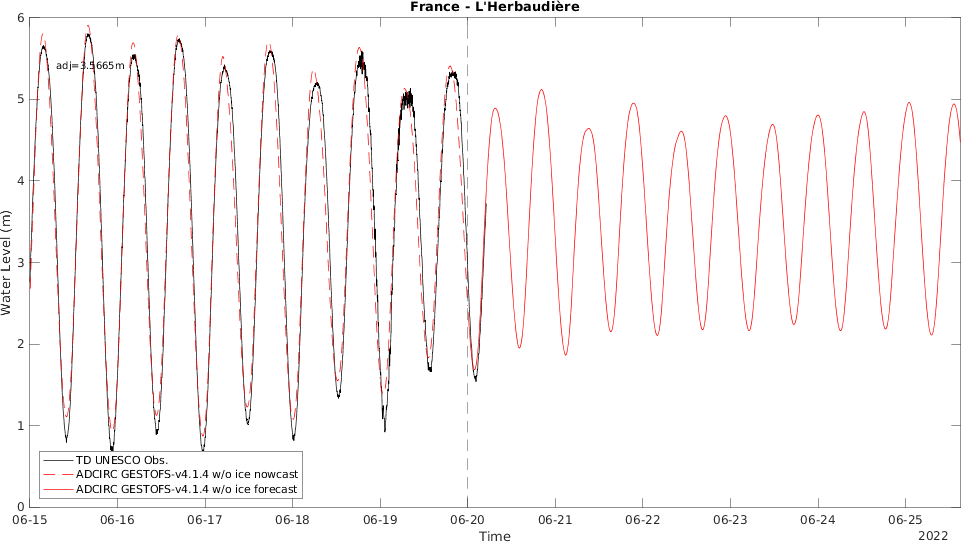 France - L'Herbaudière
6
adj=3.5665m
5
4
3
2
1
0
Water Level (m)
TD UNESCO Obs.
ADCIRC GESTOFS-v4.1.4 w/o ice nowcast
ADCIRC GESTOFS-v4.1.4 w/o ice forecast
06-15 06-16 06-17 06-18 06-19 06-20 06-21 06-22 06-23 06-24 06-25
Time
2022